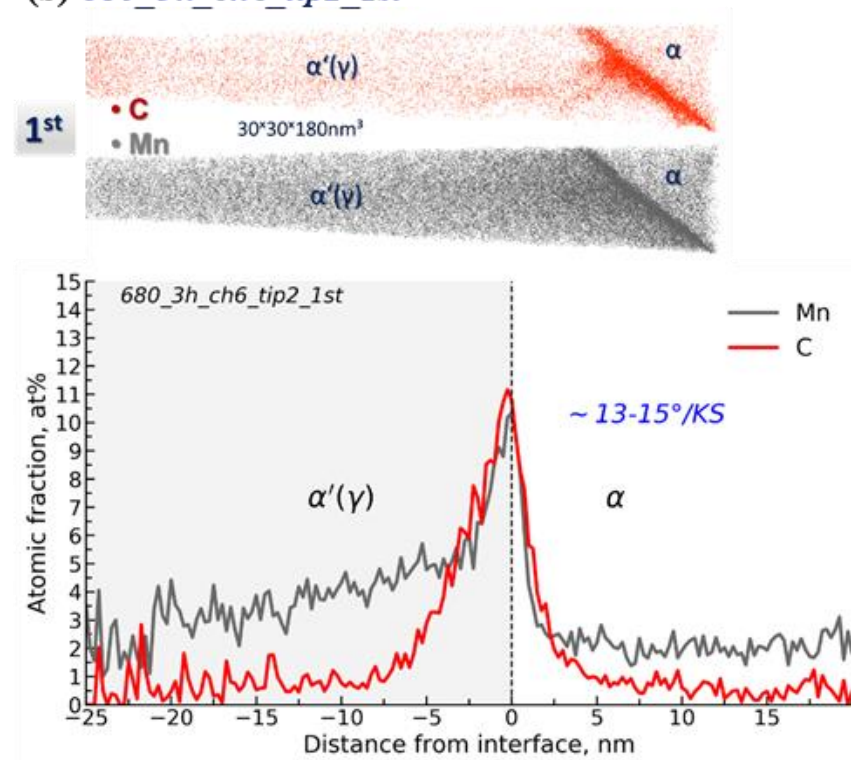 α'(γ)
α
• C
1st
30×30×180nm³
• Mn
α'(γ)
α
15
680_3h_ch6_tip2_1st
14
Mn
13
C
12
11
~ 13-15°/KS
10
9
8
α′(γ)
α
7
6
5
4
3
2
1
0
Atomic fraction, at%
−25 −20 −15 −10 −5 0 5 10 15
Distance from interface, nm